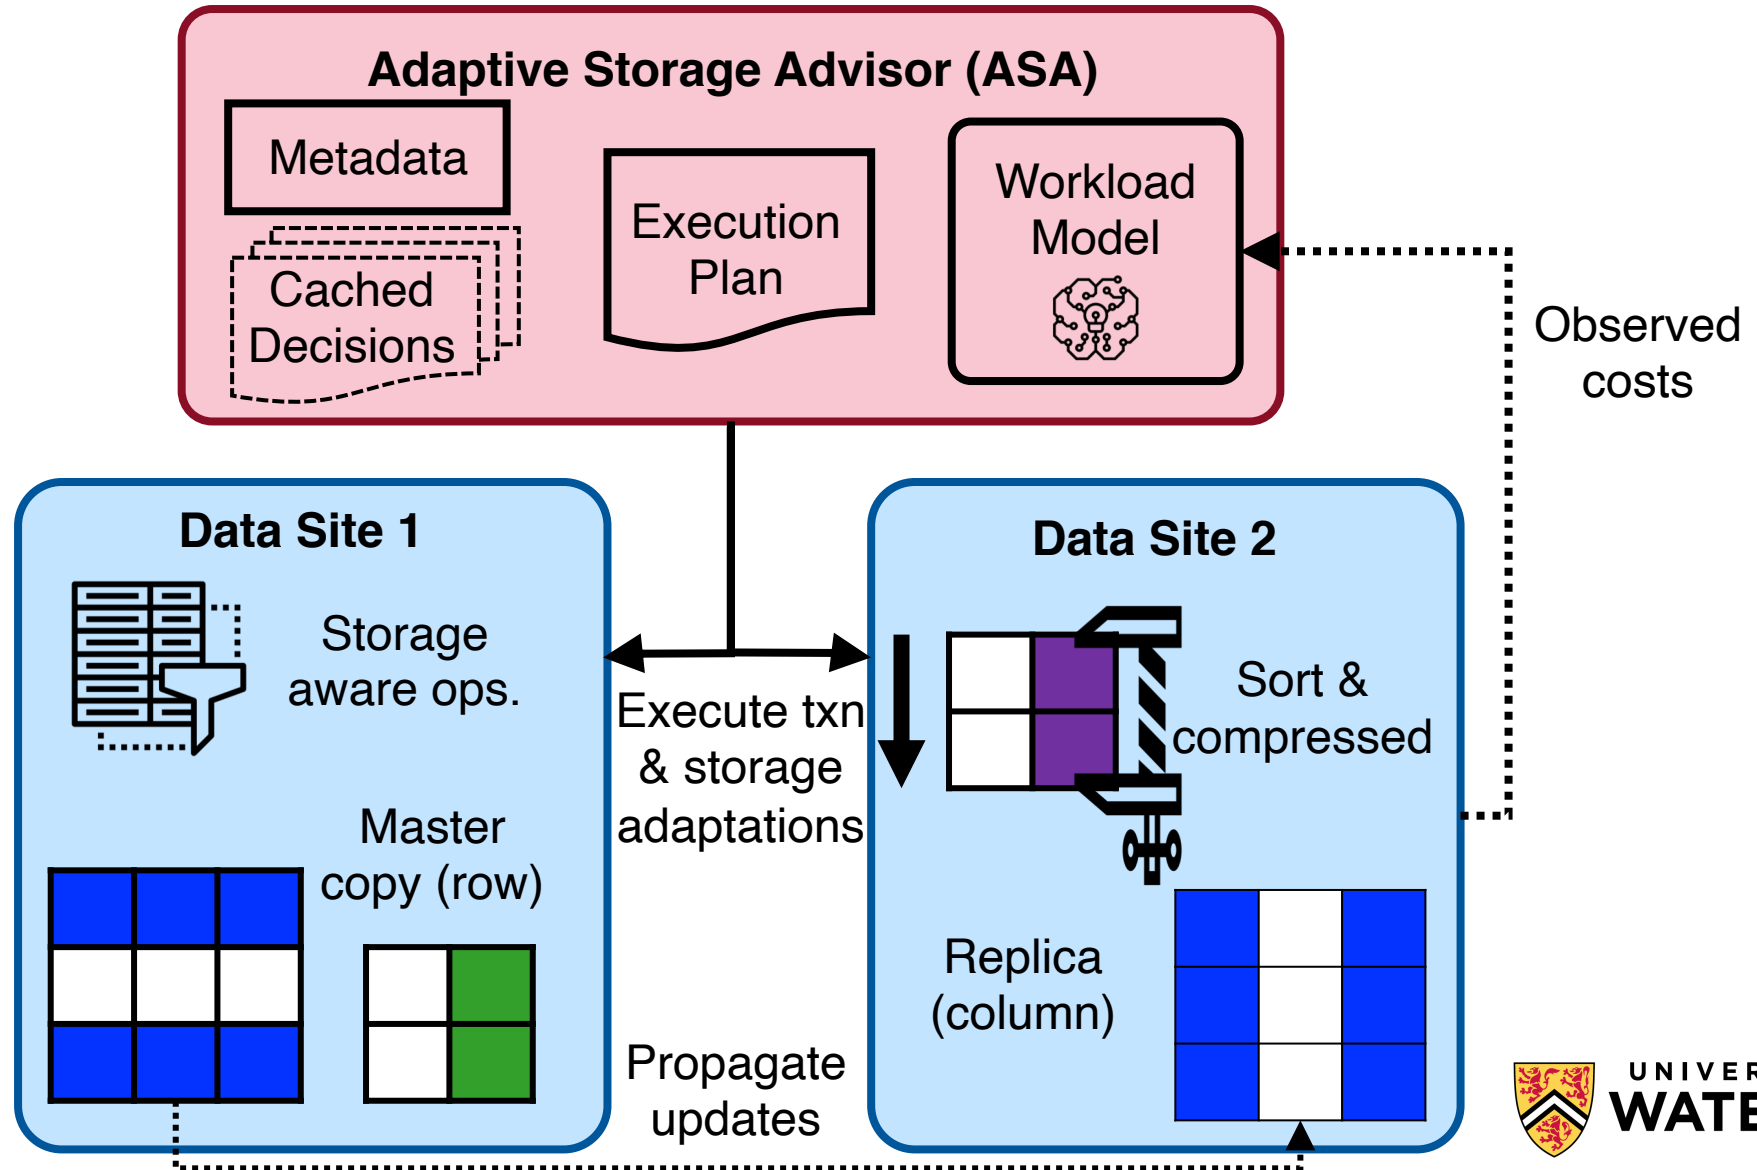 Adaptive Storage Advisor (ASA)
Metadata
Cached
Decisions
Execution
Plan
Workload
Model
Observed
costs
Data Site 1
Storage
aware ops.
Master
copy (row)
Execute txn
& storage
adaptations
Data Site 2
Sort &
compressed
Replica
(column)
Propagate
updates
UNIVER
WATE